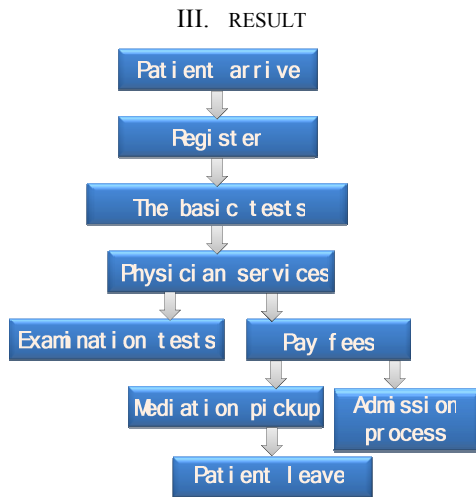 III. RESULT
Patient arrive
Register
The basic tests
Physician services
Examination tests
Pay fees
Mediation pickup
Admission
process
Patient leave